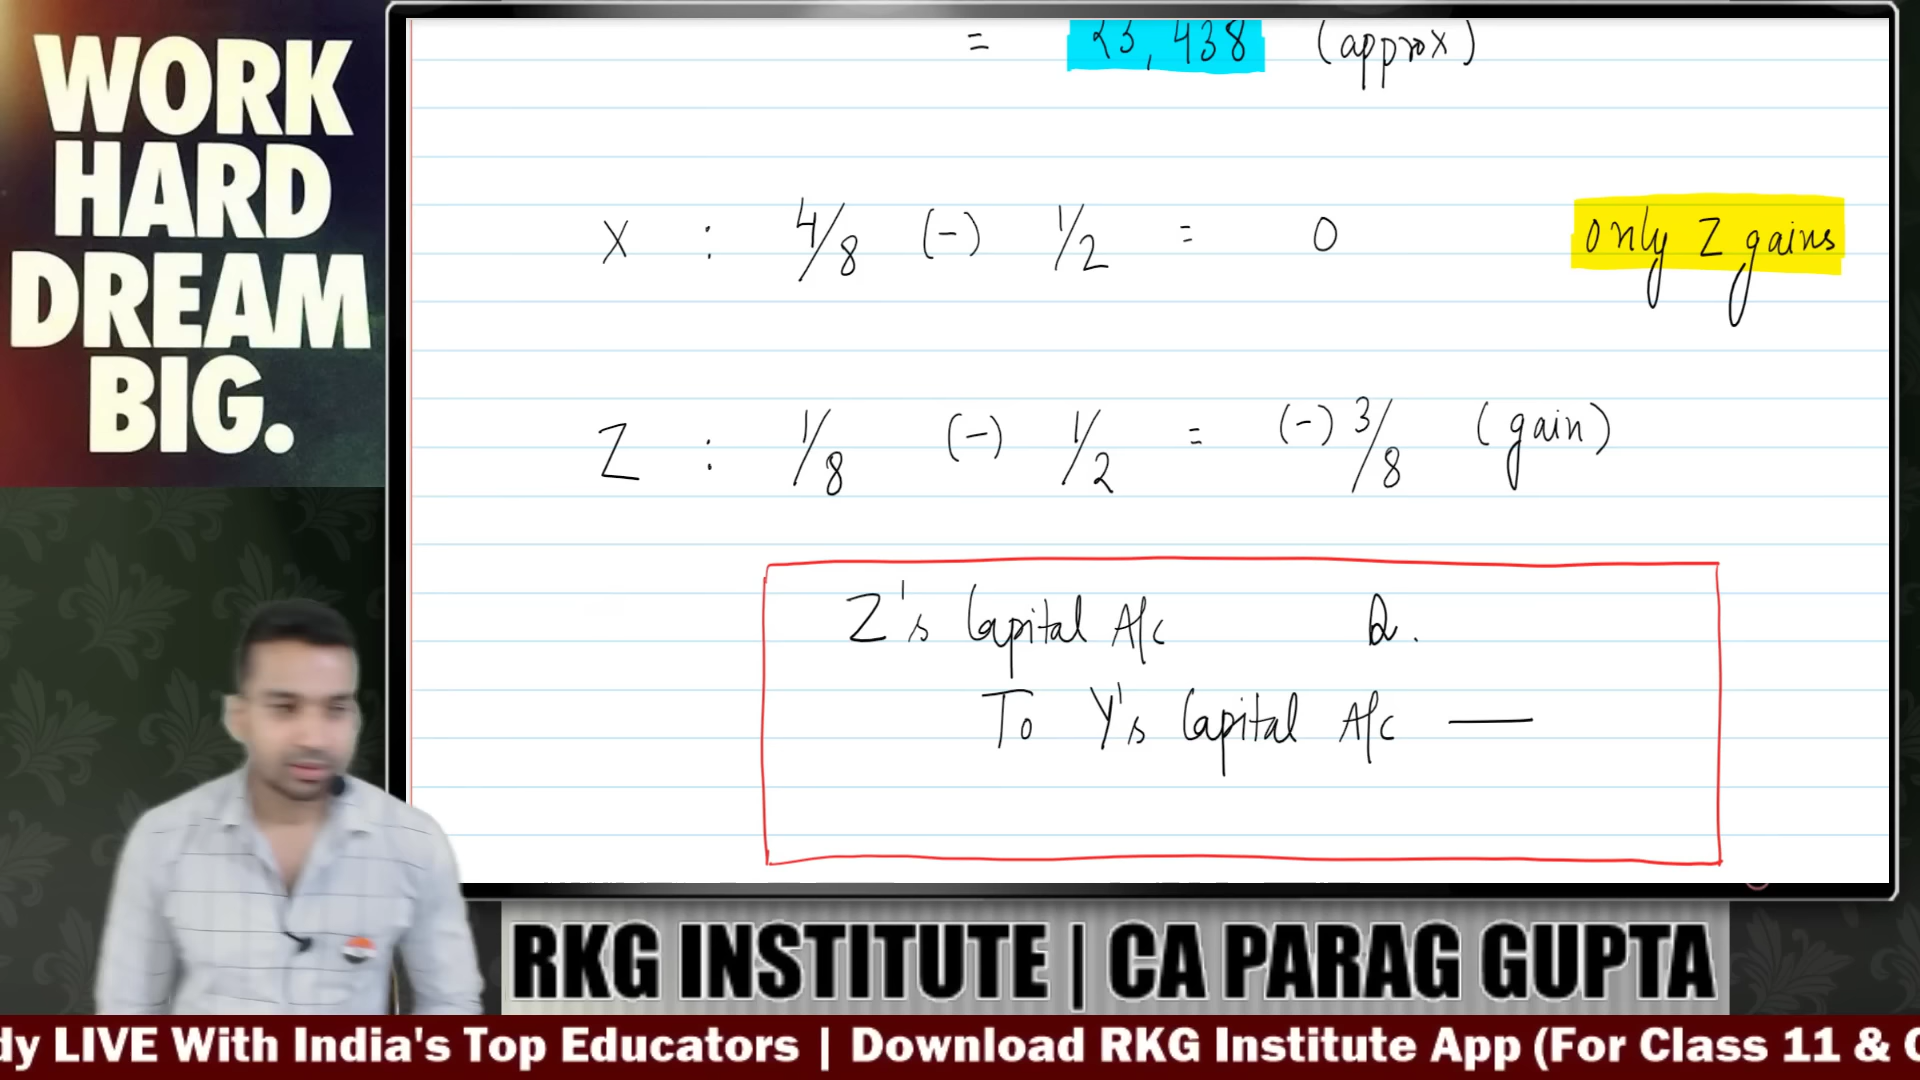 WORK
HARD
DREAM
BIG.
= 23,438 (approx)
X : 4/8 (-) 1/2 = 0 only Z gains
Z : 1/8 (-) 1/2 = (-) 3/8 (gain)
Z's Capital A/c Dr.
To Y's Capital A/c —
RKG INSTITUTE | CA PARAG GUPTA
dy LIVE With India's Top Educators | Download RKG Institute App (For Class 11 & C